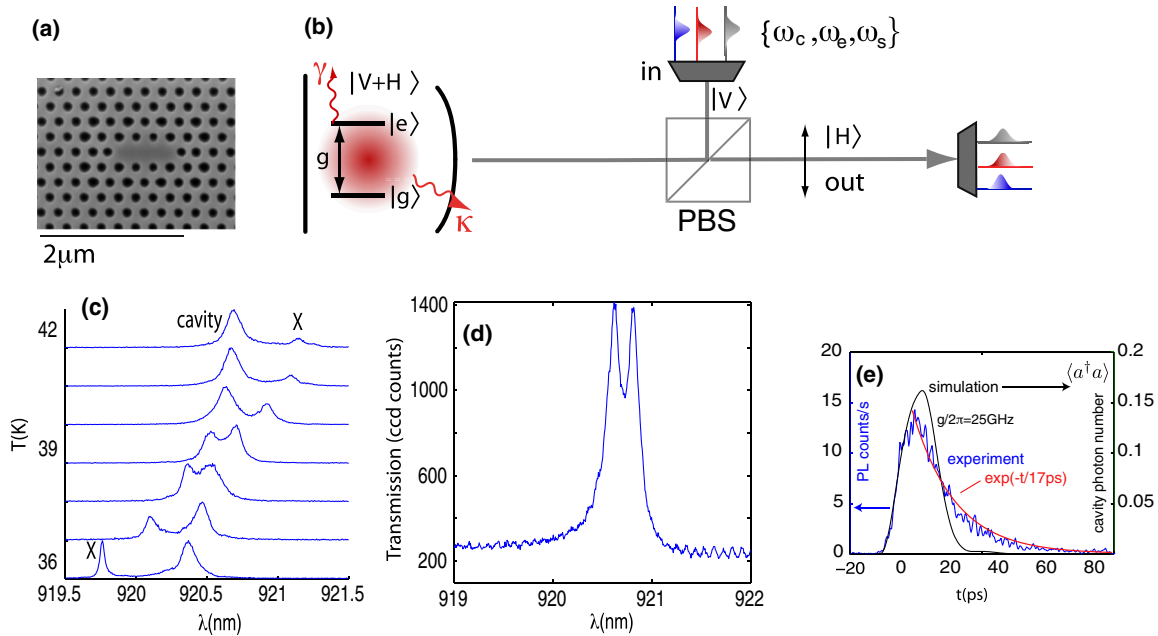 (a)
2μm
(b)
γ
|V+H ⟩
|e⟩
g
|g⟩
κ
in
{ω_c ,ω_e,ω_s}
|V⟩
PBS
|H⟩
out
(c)
42
39
36
T(K)
cavity
X
X
919.5
920
920.5
921
921.5
λ(nm)
(d)
1400
1000
600
200
Transmission (ccd counts)
919
920
921
922
λ(nm)
(e)
20
15
10
5
0
PL counts/s
simulation
⟨a†a⟩
g/2π=25GHz
experiment
exp(-t/17ps)
0.2
0.15
0.1
0.05
cavity photon number
−20
0
20
40
60
80
t(ps)